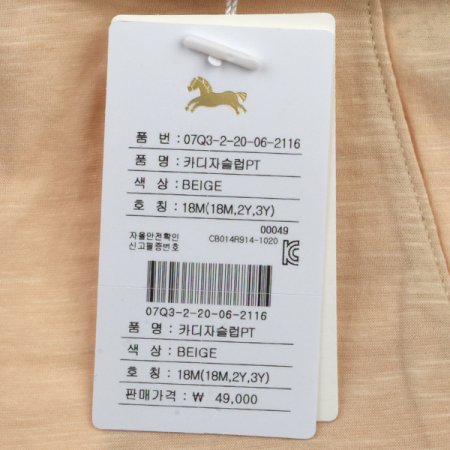 품 번 : 07Q3-2-20-06-2116
품 명 : 카디자슬럽PT
색 상 : BEIGE
호 칭 : 18M(18M,2Y,3Y)
00049
자율안전확인
신고필증번호
CB014R914-1020
07Q3-2-20-06-2116
품 명 : 카디자슬럽PT
색 상 : BEIGE
호 칭 : 18M(18M,2Y,3Y)
판매가격 : ₩ 49,000